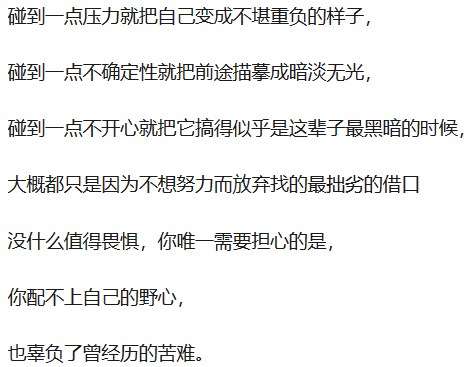 碰到一点压力就把自己变成不堪重负的样子，
碰到一点不确定性就把前途描摹成暗淡无光，
碰到一点不开心就把它搞得似乎是这辈子最黑暗的时候，
大概都只是因为不想努力而放弃找的最拙劣的借口
没什么值得畏惧，你唯一需要担心的是，
你配不上自己的野心，
也辜负了曾经历的苦难。